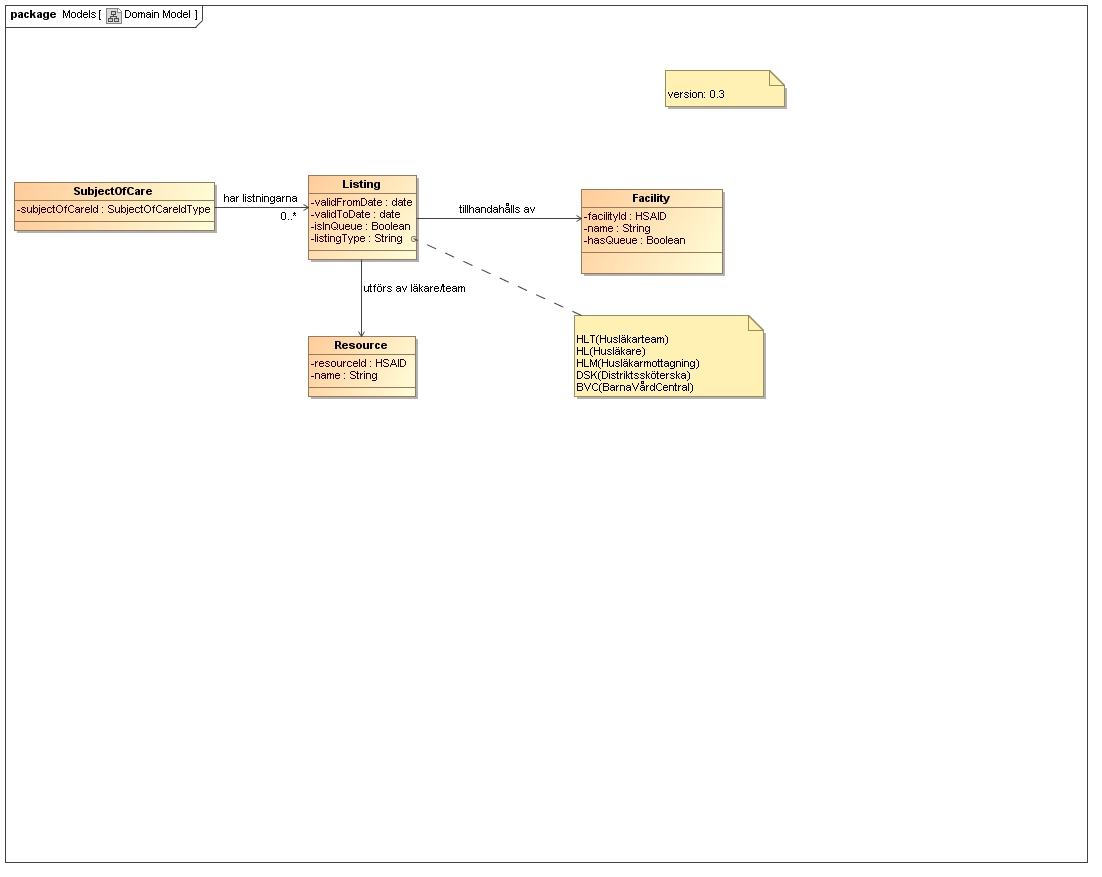 package Models [ Domain Model ]
version: 0.3
SubjectOfCare
-subjectOfCareId : SubjectOfCareIdType
har listningarna
0..*
Listing
-validFromDate : date
-validToDate : date
-isInQueue : Boolean
-listingType : String
tillhandahålls av
Facility
-facilityId : HSAID
-name : String
-hasQueue : Boolean
utförs av läkare/team
Resource
-resourceId : HSAID
-name : String
HLT(Husläkarteam)
HL(Husläkare)
HLM(Husläkarmottagning)
DSK(Distriktssköterska)
BVC(BarnaVårdCentral)